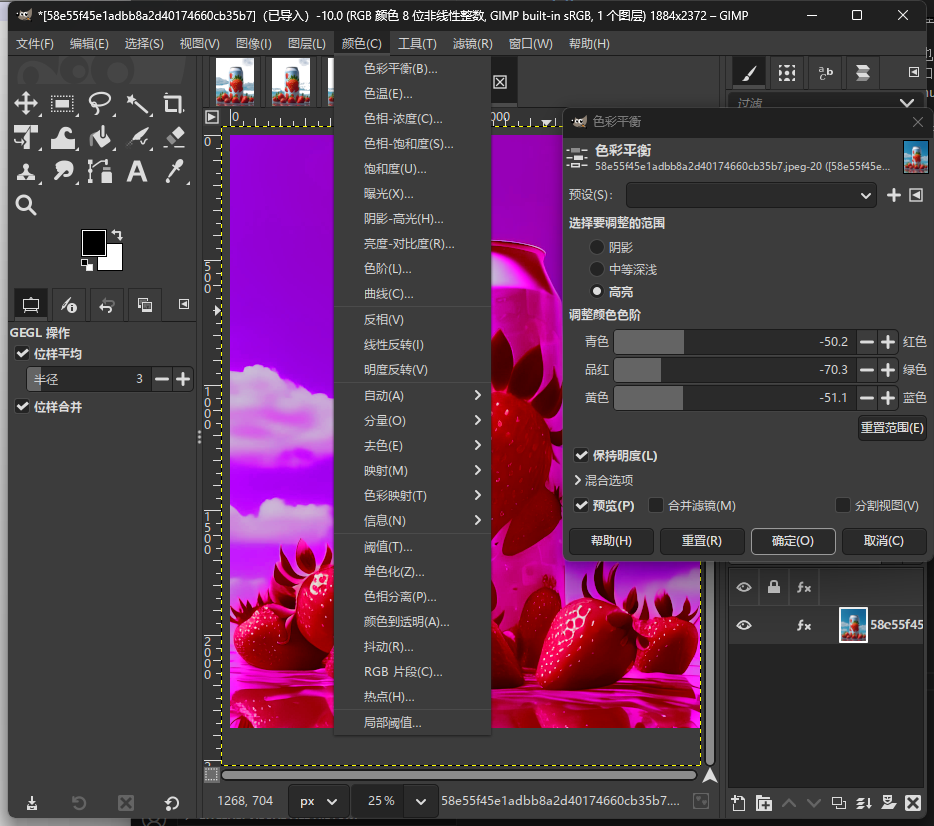 *[58e55f45e1adbb8a2d40174660cb35b7]（已导入）-10.0 (RGB 颜色 8 位非线性整数, GIMP built-in sRGB, 1 个图层) 1884x2372 – GIMP
文件(F) 编辑(E) 选择(S) 视图(V) 图像(I) 图层(L) 颜色(C) 工具(T) 滤镜(R) 窗口(W) 帮助(H)
色彩平衡(B)...
色温(E)...
色相-浓度(C)...
色相-饱和度(S)...
饱和度(U)...
曝光(X)...
阴影-高光(H)...
亮度-对比度(R)...
色阶(L)...
曲线(C)...
反相(V)
线性反转(I)
明度反转(V)
自动(A)
分量(O)
去色(E)
映射(M)
色彩映射(T)
信息(N)
阈值(T)...
单色化(Z)...
色相分离(P)...
颜色到透明(A)...
抖动(R)...
RGB 片段(C)...
热点(H)...
局部阈值...
GEGL 操作
位样平均
半径 3
位样合并
0
000
0
500
1000
1500
2000
过滤
色彩平衡
色彩平衡
58e55f45e1adbb8a2d40174660cb35b7.jpeg-20 ([58e55f45e...
预设(S):
选择要调整的范围
阴影
中等深浅
高亮
调整颜色色阶
青色 -50.2 红色
品红 -70.3 绿色
黄色 -51.1 蓝色
重置范围(E)
保持明度(L)
混合选项
预览(P) 合并滤镜(M) 分割视图(V)
帮助(H) 重置(R) 确定(O) 取消(C)
fx
fx 58e55f45
1268, 704 px 25 % 58e55f45e1adbb8a2d40174660cb35b7....